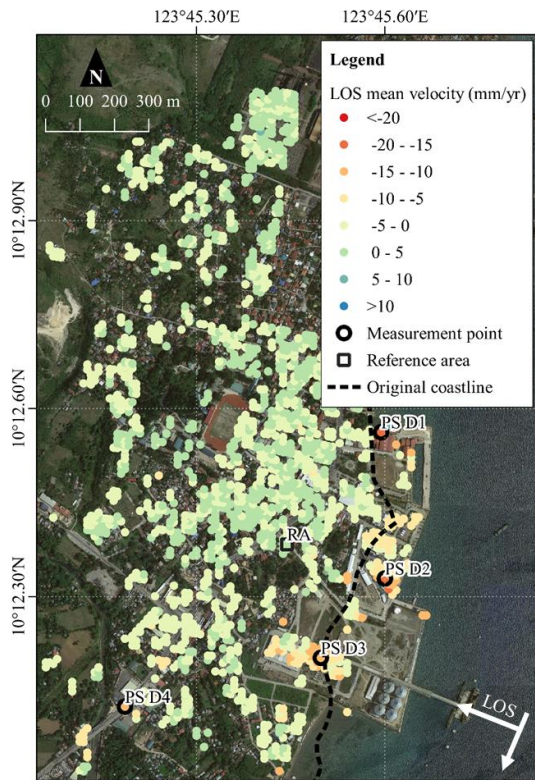 123°45.30′E
123°45.60′E
N
0 100 200 300 m
Legend
LOS mean velocity (mm/yr)
<-20
-20 - -15
-15 - -10
-10 - -5
-5 - 0
0 - 5
5 - 10
>10
Measurement point
Reference area
Original coastline
10°12.90′N
10°12.60′N
10°12.30′N
PS D1
RA
PS D2
PS D3
PS D4
LOS